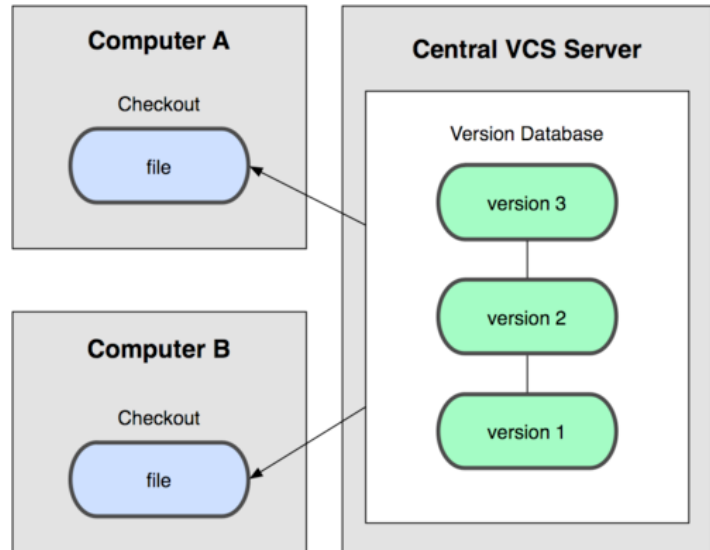 Computer A
Checkout
file
Computer B
Checkout
file
Central VCS Server
Version Database
version 3
version 2
version 1